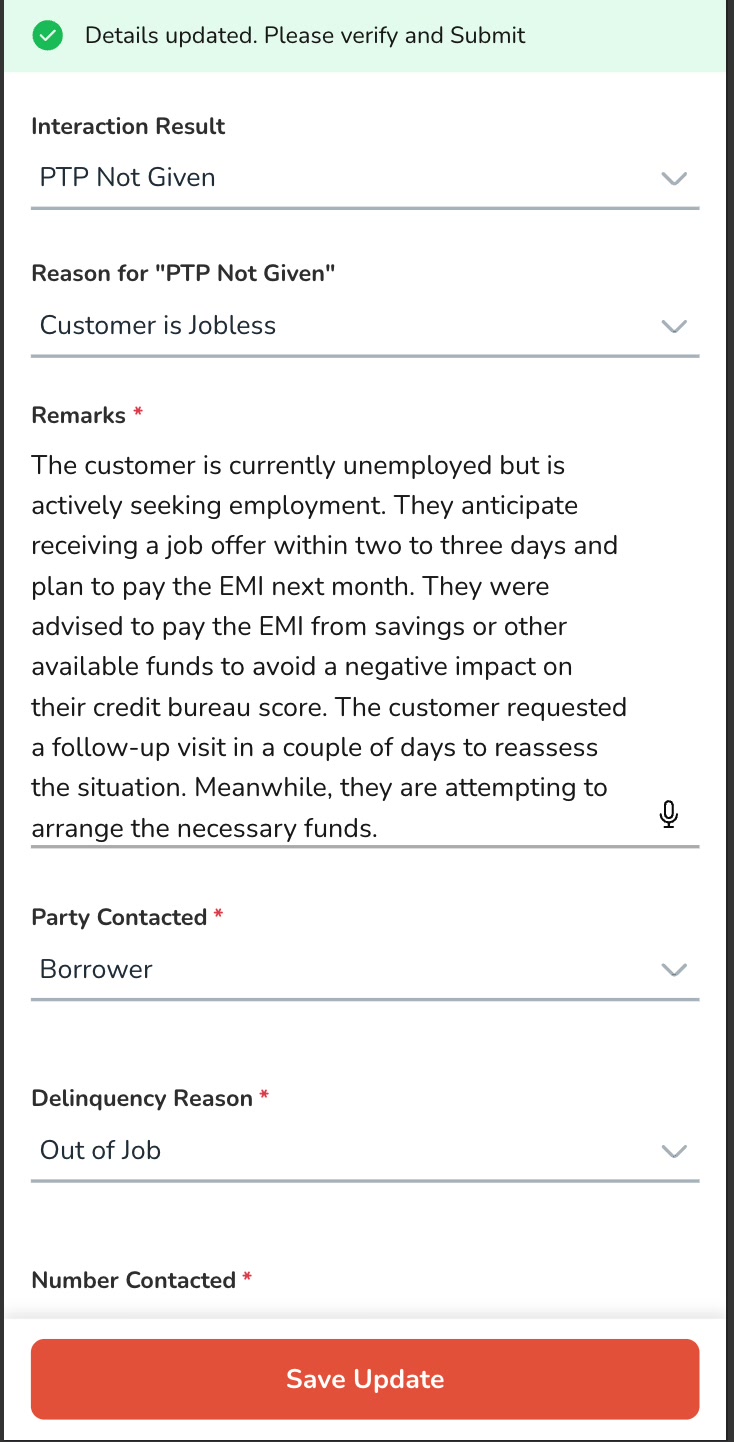 Details updated. Please verify and Submit
Interaction Result
PTP Not Given
Reason for "PTP Not Given"
Customer is Jobless
Remarks *
The customer is currently unemployed but is
actively seeking employment. They anticipate
receiving a job offer within two to three days and
plan to pay the EMI next month. They were
advised to pay the EMI from savings or other
available funds to avoid a negative impact on
their credit bureau score. The customer requested
a follow-up visit in a couple of days to reassess
the situation. Meanwhile, they are attempting to
arrange the necessary funds.
Party Contacted *
Borrower
Delinquency Reason *
Out of Job
Number Contacted *
Save Update